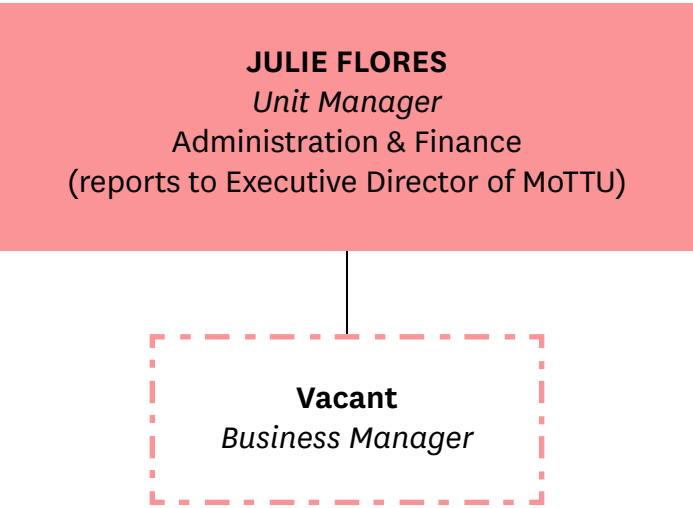 JULIE FLORES
Unit Manager
Administration & Finance
(reports to Executive Director of MoTTU)
Vacant
Business Manager